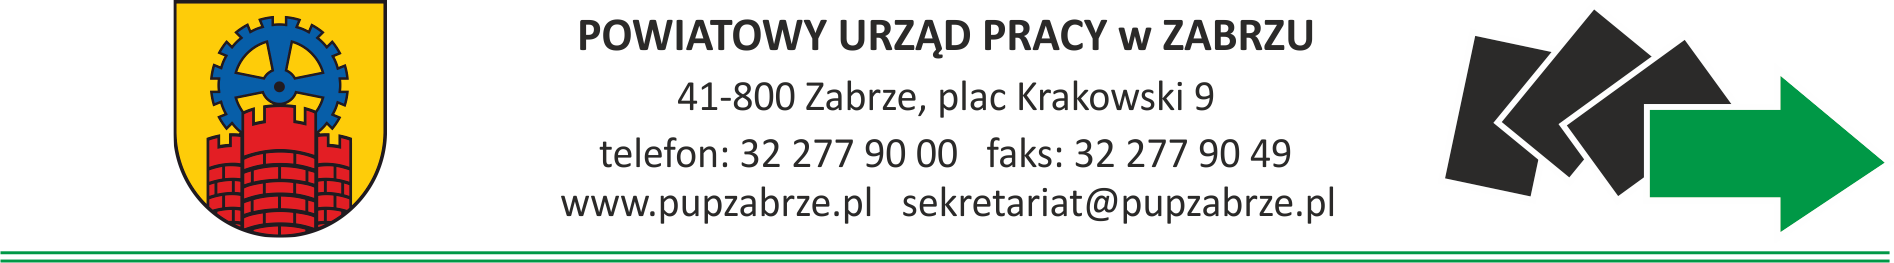 POWIATOWY URZĄD PRACY w ZABRZU
41-800 Zabrze, plac Krakowski 9
telefon: 32 277 90 00 faks: 32 277 90 49
www.pupzabrze.pl sekretariat@pupzabrze.pl